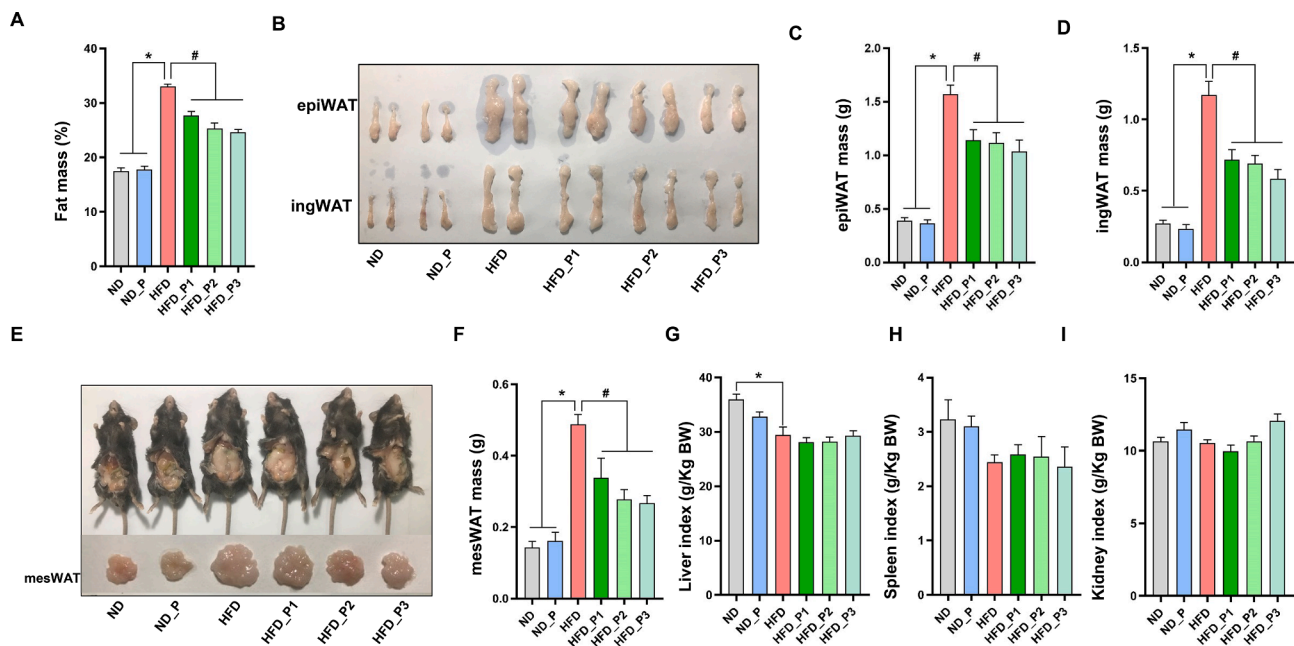 A
Fat mass (%)
40
30
20
10
0
*
#
ND
ND_P
HFD
HFD_P1
HFD_P2
HFD_P3
B
epiWAT
ingWAT
ND
ND_P
HFD
HFD_P1
HFD_P2
HFD_P3
C
epiWAT mass (g)
2.0
1.5
1.0
0.5
0.0
*
#
ND
ND_P
HFD
HFD_P1
HFD_P2
HFD_P3
D
ingWAT mass (g)
1.5
1.0
0.5
0.0
*
#
ND
ND_P
HFD
HFD_P1
HFD_P2
HFD_P3
E
mesWAT
ND
ND_P
HFD
HFD_P1
HFD_P2
HFD_P3
F
mesWAT mass (g)
0.6
0.4
0.2
0.0
*
#
ND
ND_P
HFD
HFD_P1
HFD_P2
HFD_P3
G
Liver index (g/Kg BW)
40
30
20
10
0
*
ND
ND_P
HFD
HFD_P1
HFD_P2
HFD_P3
H
Spleen index (g/Kg BW)
4
3
2
1
0
ND
ND_P
HFD
HFD_P1
HFD_P2
HFD_P3
I
Kidney index (g/Kg BW)
15
10
5
0
ND
ND_P
HFD
HFD_P1
HFD_P2
HFD_P3